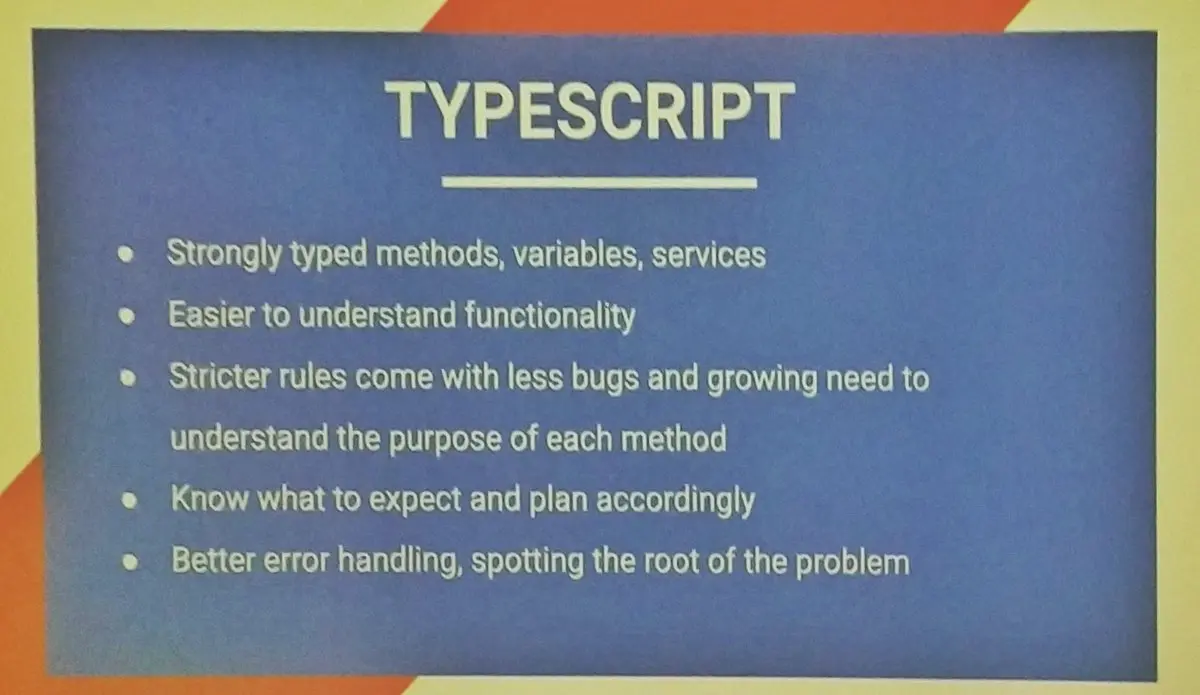 TYPESCRIPT
● Strongly typed methods, variables, services
● Easier to understand functionality
● Stricter rules come with less bugs and growing need to
understand the purpose of each method
● Know what to expect and plan accordingly
● Better error handling, spotting the root of the problem